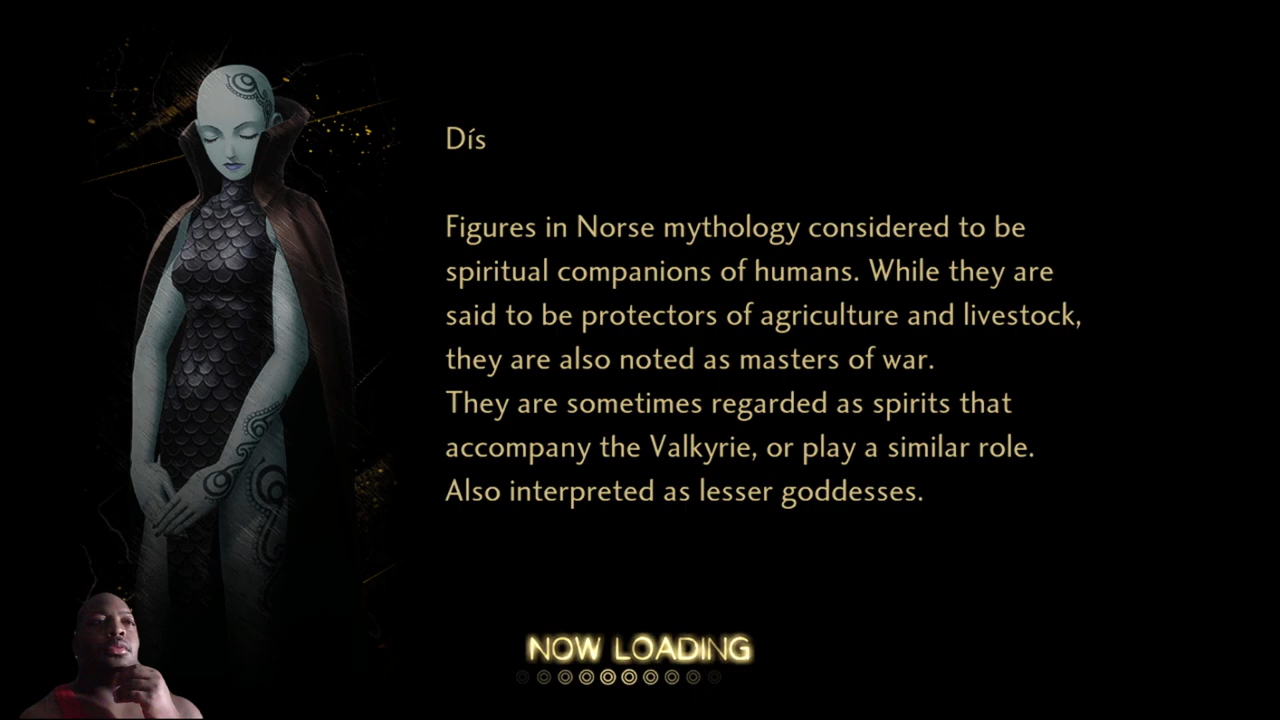 Dís
Figures in Norse mythology considered to be
spiritual companions of humans. While they are
said to be protectors of agriculture and livestock,
they are also noted as masters of war.
They are sometimes regarded as spirits that
accompany the Valkyrie, or play a similar role.
Also interpreted as lesser goddesses.
NOW LOADING